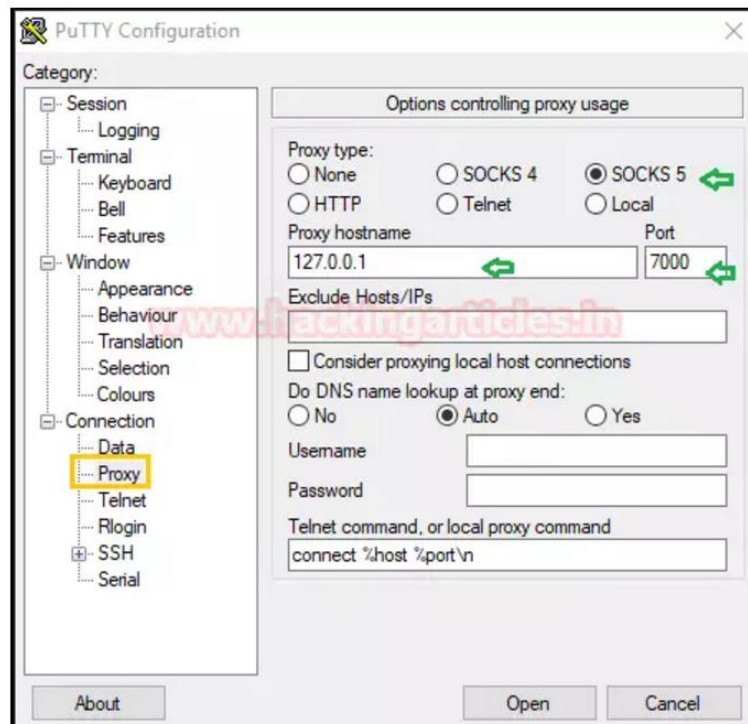 PuTTY Configuration
Category:
Session
Logging
Terminal
Keyboard
Bell
Features
Window
Appearance
Behaviour
Translation
Selection
Colours
Connection
Data
Proxy
Telnet
Rlogin
SSH
Serial
Options controlling proxy usage
Proxy type:
None SOCKS 4 SOCKS 5
HTTP Telnet Local
Proxy hostname Port
127.0.0.1 7000
Exclude Hosts/IPs
www.hackingarticles.in
Consider proxying local host connections
Do DNS name lookup at proxy end:
No Auto Yes
Username
Password
Telnet command, or local proxy command
connect %host %port\n
About Open Cancel